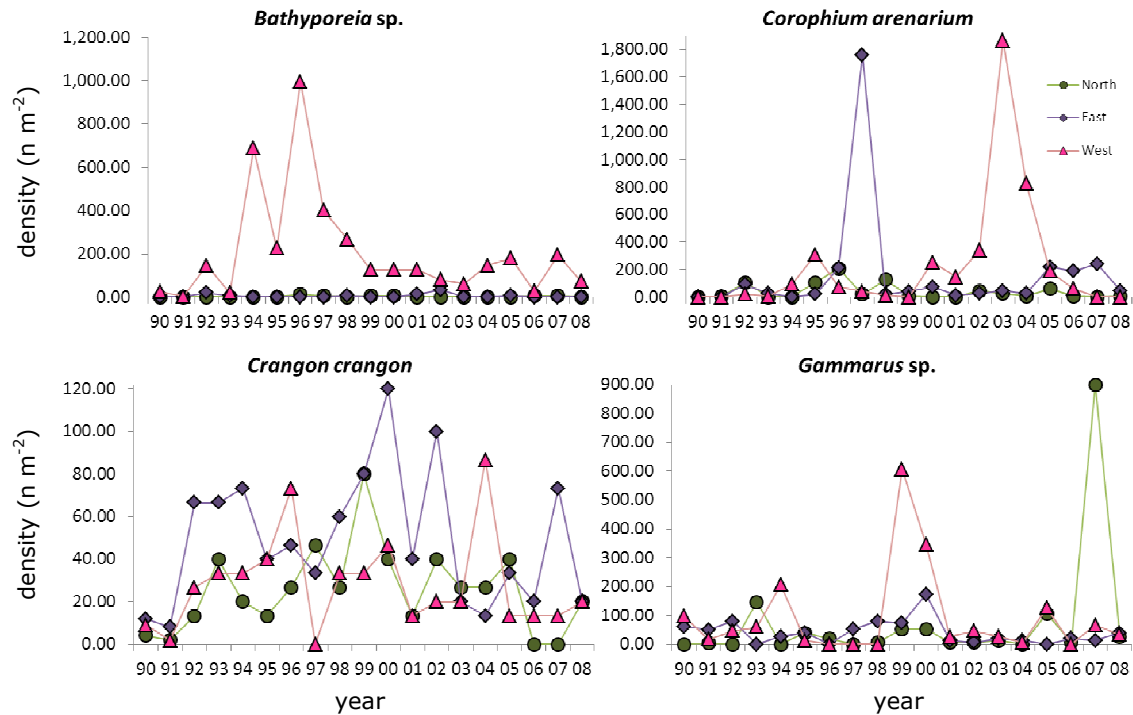 Bathyporeia sp.
1,200.00
1,000.00
800.00
600.00
400.00
200.00
0.00
90 91 92 93 94 95 96 97 98 99 00 01 02 03 04 05 06 07 08
density (n m-2)
Corophium arenarium
1,800.00
1,600.00
1,400.00
1,200.00
1,000.00
800.00
600.00
400.00
200.00
0.00
90 91 92 93 94 95 96 97 98 99 00 01 02 03 04 05 06 07 08
North
East
West
Crangon crangon
120.00
100.00
80.00
60.00
40.00
20.00
0.00
90 91 92 93 94 95 96 97 98 99 00 01 02 03 04 05 06 07 08
density (n m-2)
year
Gammarus sp.
900.00
800.00
700.00
600.00
500.00
400.00
300.00
200.00
100.00
0.00
90 91 92 93 94 95 96 97 98 99 00 01 02 03 04 05 06 07 08
year